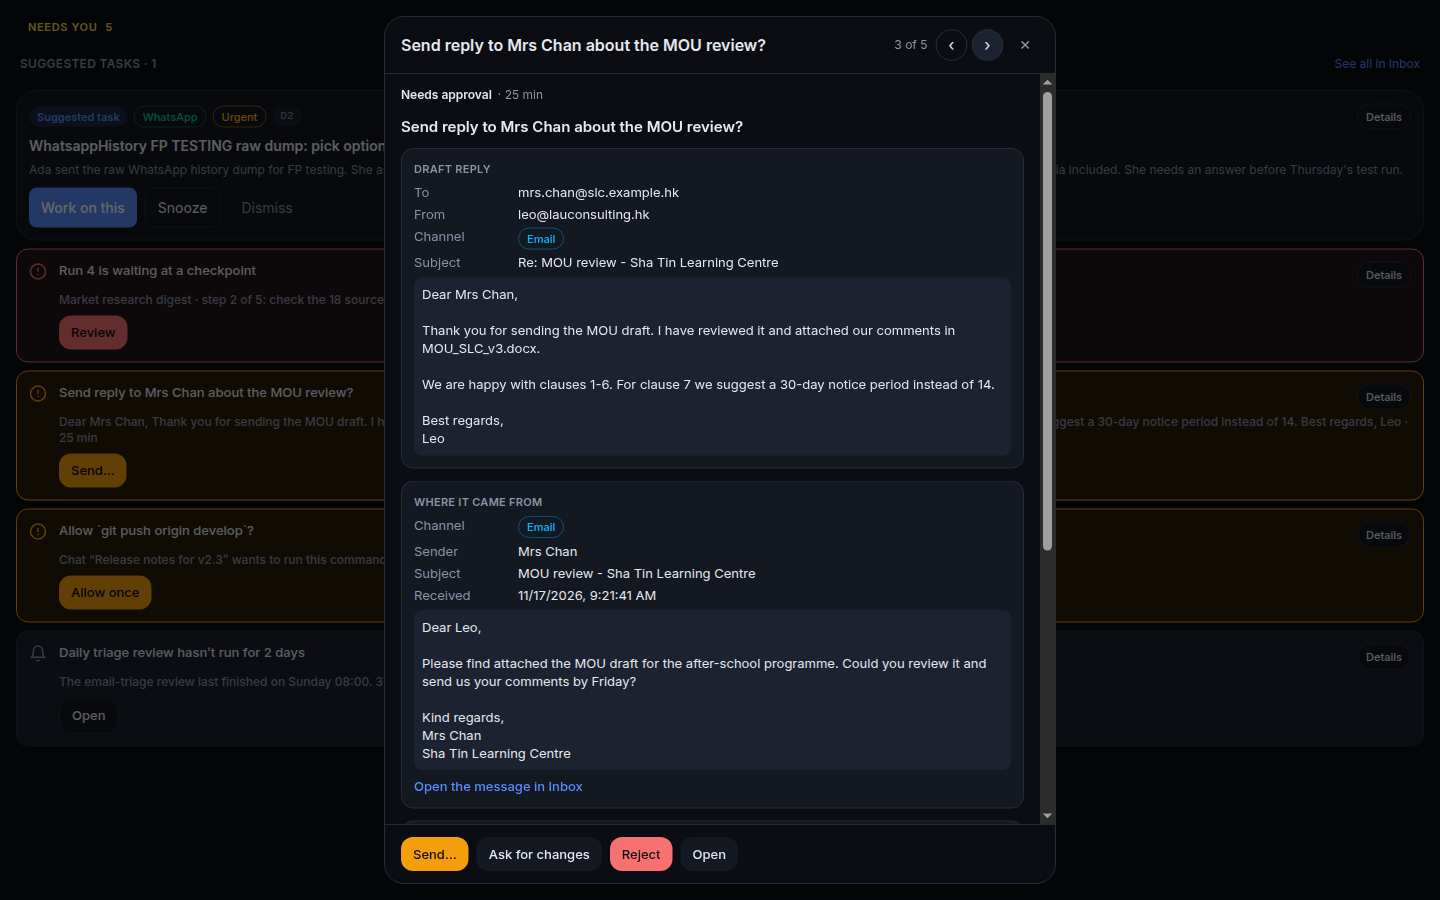 NEEDS YOU 5
SUGGESTED TASKS · 1
See all in Inbox
Suggested task
WhatsApp
Urgent
D2
Details
WhatsappHistory FP TESTING raw dump: pick option
Ada sent the raw WhatsApp history dump for FP testing. She as
la included. She needs an answer before Thursday's test run.
Work on this
Snooze
Dismiss
Run 4 is waiting at a checkpoint
Details
Market research digest · step 2 of 5: check the 18 source
Review
Send reply to Mrs Chan about the MOU review?
Details
Dear Mrs Chan, Thank you for sending the MOU draft. I h
ggest a 30-day notice period instead of 14. Best regards, Leo ·
25 min
Send...
Allow `git push origin develop`?
Details
Chat “Release notes for v2.3” wants to run this command
Allow once
Daily triage review hasn't run for 2 days
Details
The email-triage review last finished on Sunday 08:00. 3
Open
Send reply to Mrs Chan about the MOU review?
3 of 5
Needs approval · 25 min
Send reply to Mrs Chan about the MOU review?
DRAFT REPLY
To mrs.chan@slc.example.hk
From leo@lauconsulting.hk
Channel Email
Subject Re: MOU review - Sha Tin Learning Centre
Dear Mrs Chan,
Thank you for sending the MOU draft. I have reviewed it and attached our comments in
MOU_SLC_v3.docx.
We are happy with clauses 1-6. For clause 7 we suggest a 30-day notice period instead of 14.
Best regards,
Leo
WHERE IT CAME FROM
Channel Email
Sender Mrs Chan
Subject MOU review - Sha Tin Learning Centre
Received 11/17/2026, 9:21:41 AM
Dear Leo,
Please find attached the MOU draft for the after-school programme. Could you review it and
send us your comments by Friday?
Kind regards,
Mrs Chan
Sha Tin Learning Centre
Open the message in Inbox
Send...
Ask for changes
Reject
Open